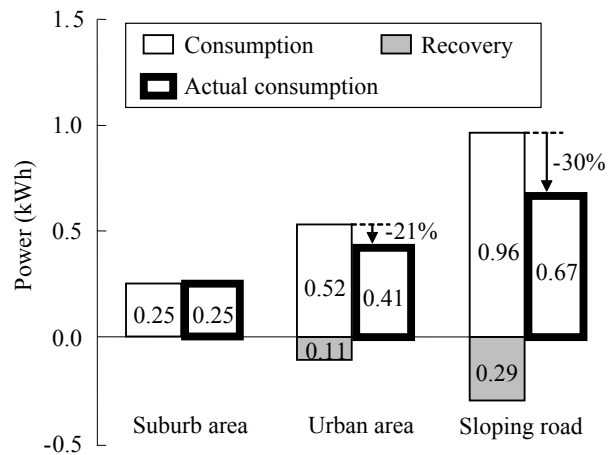 1.5
1.0
0.5
0.0
-0.5
Power (kWh)
Consumption
Recovery
Actual consumption
-30%
-21%
0.96
0.67
0.52
0.41
0.25
0.25
0.11
0.29
Suburb area
Urban area
Sloping road